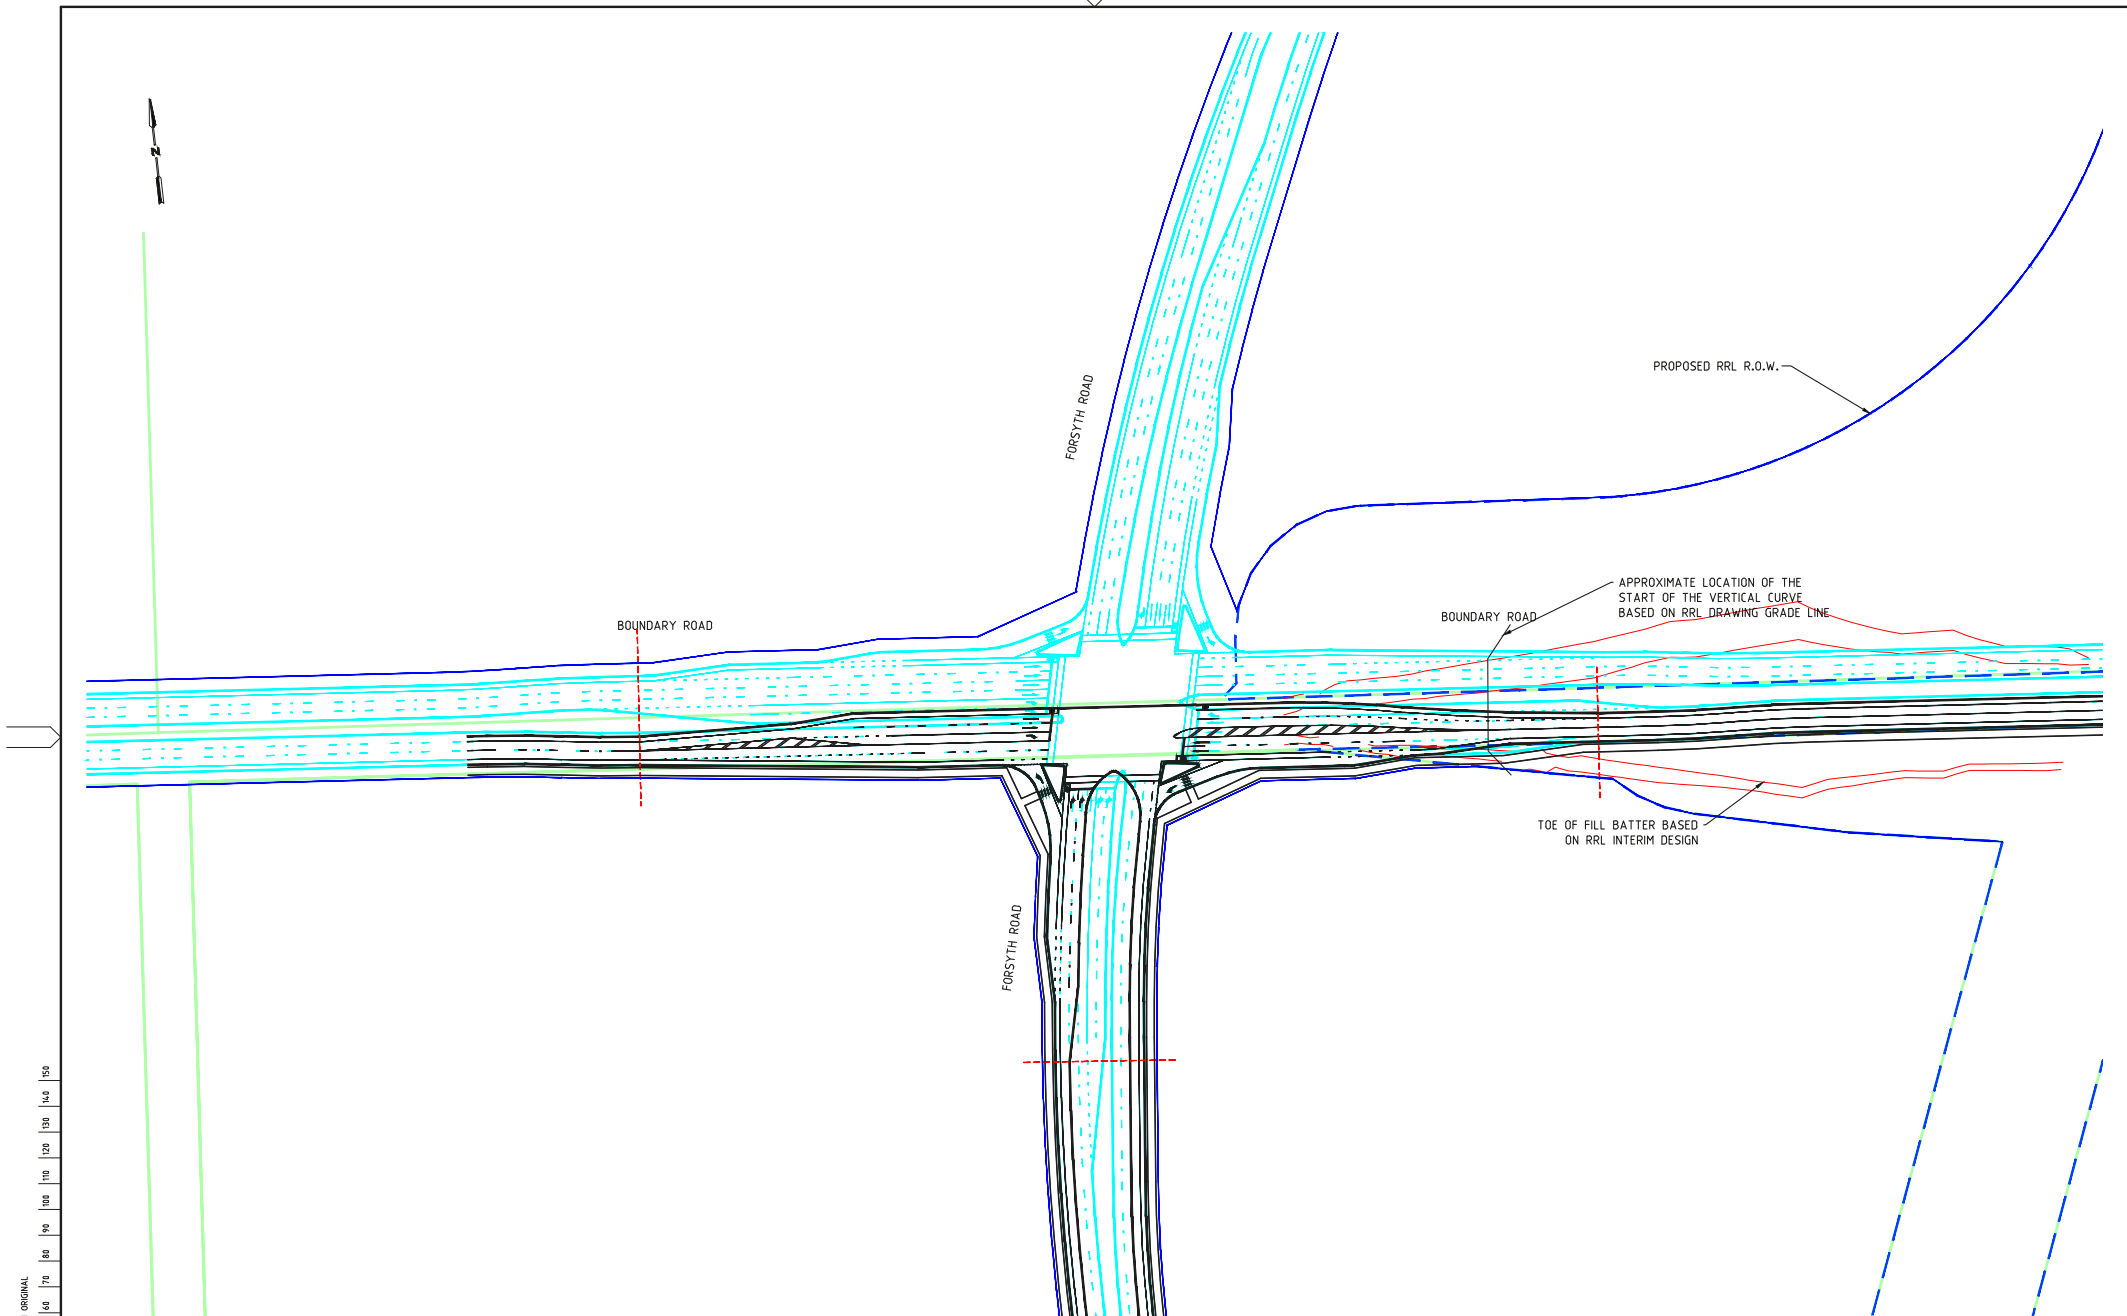 N
FORSYTH ROAD
PROPOSED RRL R.O.W.
APPROXIMATE LOCATION OF THE
START OF THE VERTICAL CURVE
BASED ON RRL DRAWING GRADE LINE
BOUNDARY ROAD
BOUNDARY ROAD
TOE OF FILL BATTER BASED
ON RRL INTERIM DESIGN
FORSYTH ROAD
150
140
130
120
110
100
90
80
70
60
ORIGINAL